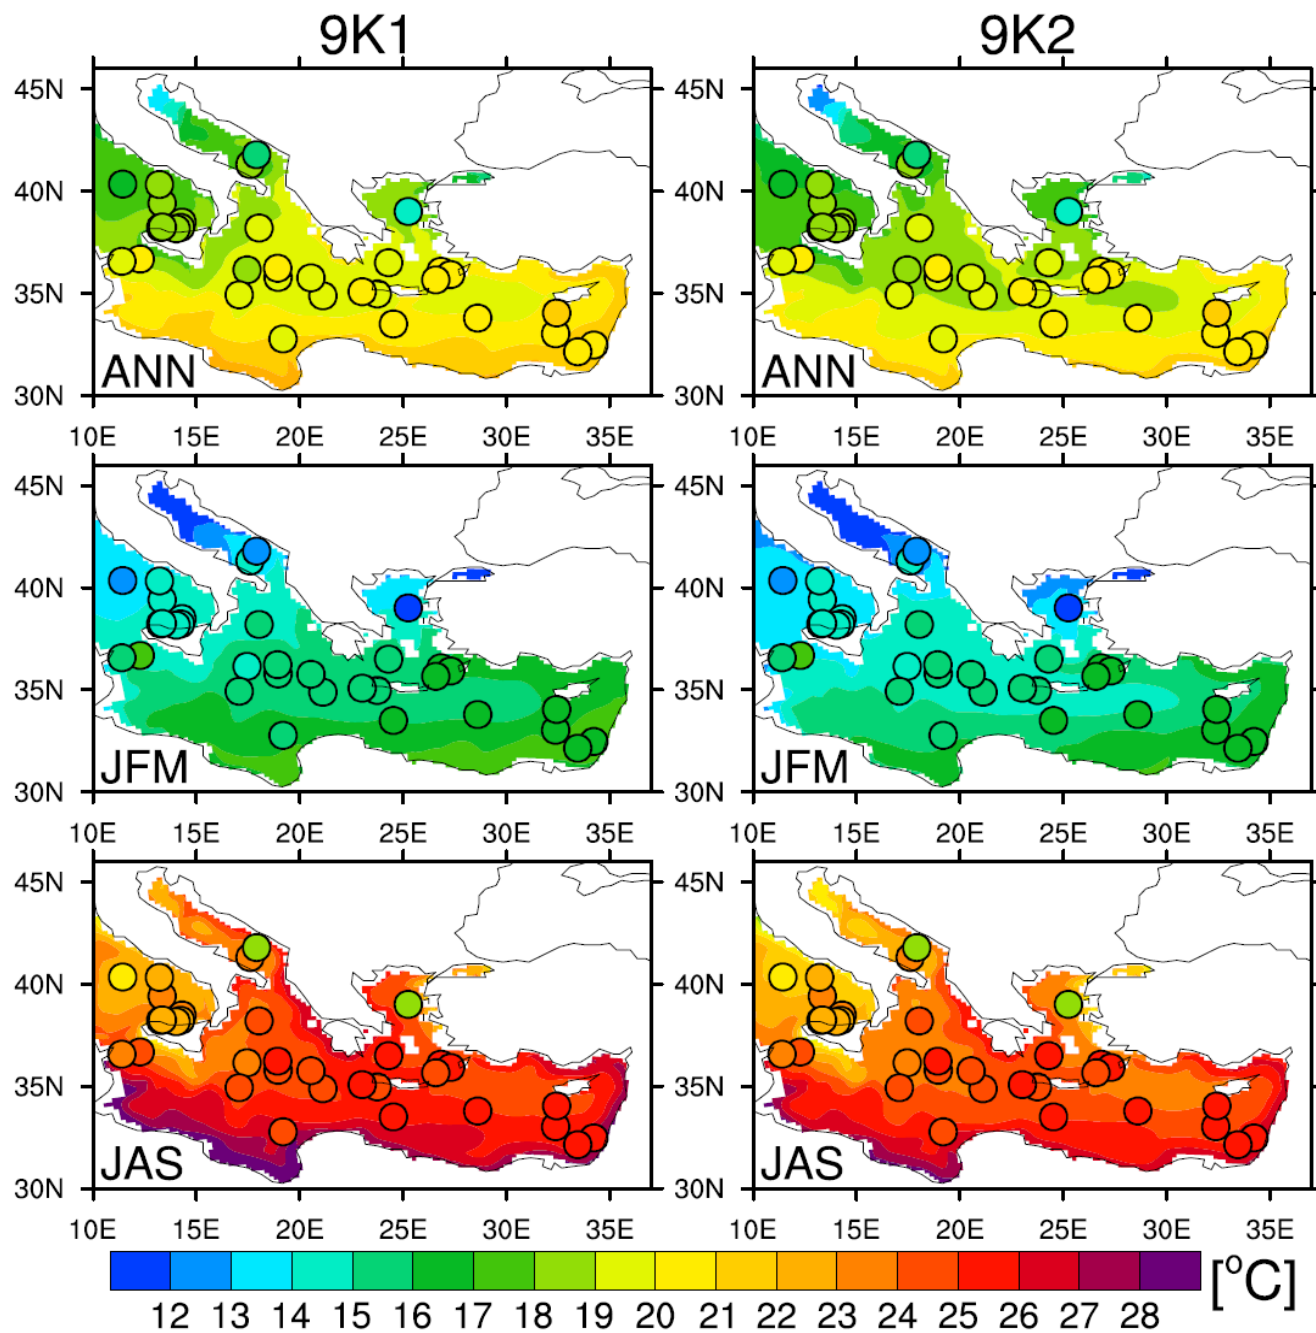 9K1 9K2
45N 45N
40N 40N
35N 35N
ANN ANN
30N 30N
10E 15E 20E 25E 30E 35E 10E 15E 20E 25E 30E 35E
45N 45N
40N 40N
35N 35N
JFM JFM
30N 30N
10E 15E 20E 25E 30E 35E 10E 15E 20E 25E 30E 35E
45N 45N
40N 40N
35N 35N
JAS JAS
30N 30N
10E 15E 20E 25E 30E 35E 10E 15E 20E 25E 30E 35E
[°C]
12 13 14 15 16 17 18 19 20 21 22 23 24 25 26 27 28